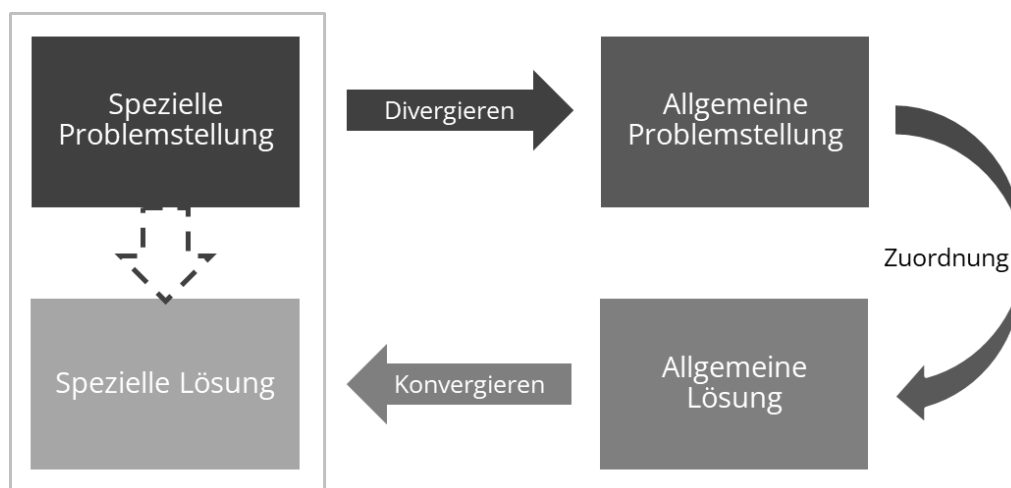 Spezielle
Problemstellung
Divergieren
Allgemeine
Problemstellung
Zuordnung
Spezielle Lösung
Konvergieren
Allgemeine
Lösung